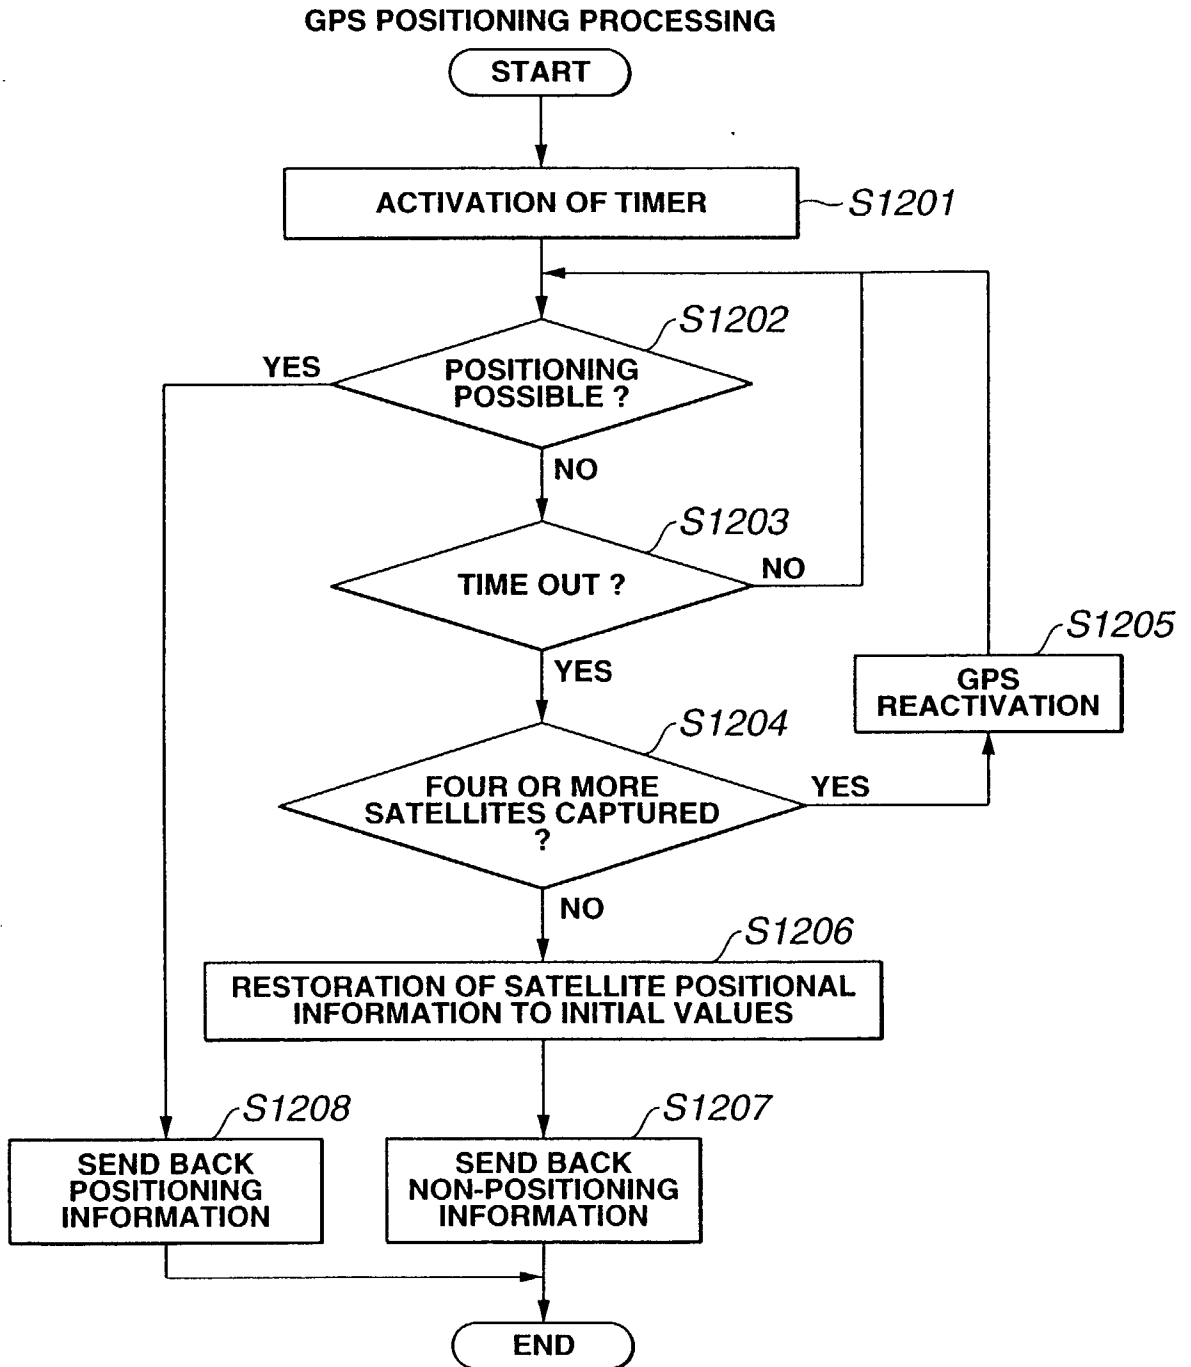 GPS POSITIONING PROCESSING
START
ACTIVATION OF TIMER
S1201
S1202
YES
POSITIONING
POSSIBLE ?
NO
S1203
TIME OUT ?
NO
YES
S1205
GPS
REACTIVATION
S1204
FOUR OR MORE
SATELLITES CAPTURED
?
YES
NO
S1206
RESTORATION OF SATELLITE POSITIONAL
INFORMATION TO INITIAL VALUES
S1208
SEND BACK
POSITIONING
INFORMATION
S1207
SEND BACK
NON-POSITIONING
INFORMATION
END